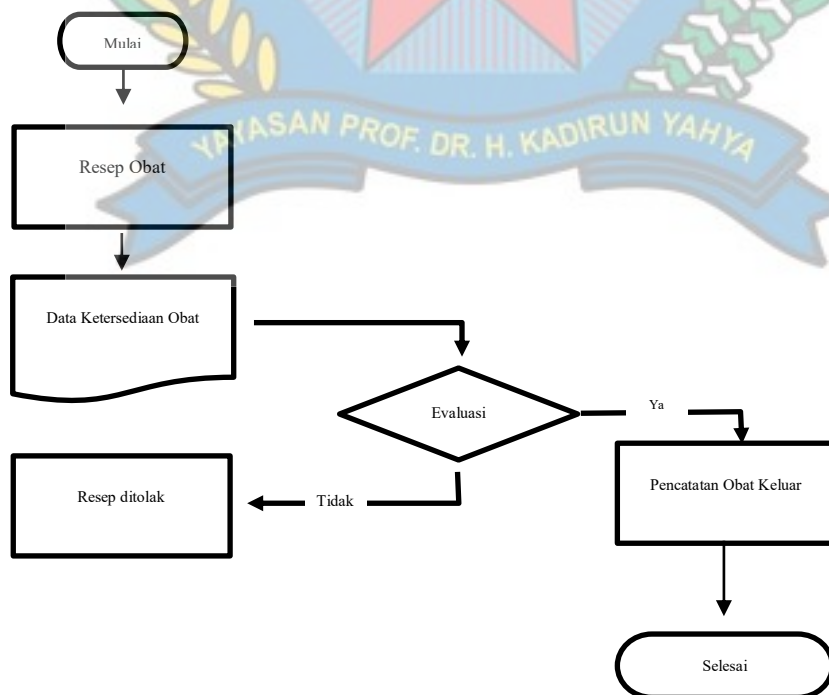 Mulai
YAYASAN PROF. DR. H. KADIRUN YAHYA
Resep Obat
Data Ketersediaan Obat
Evaluasi
Ya
Pencatatan Obat Keluar
Tidak
Resep ditolak
Selesai